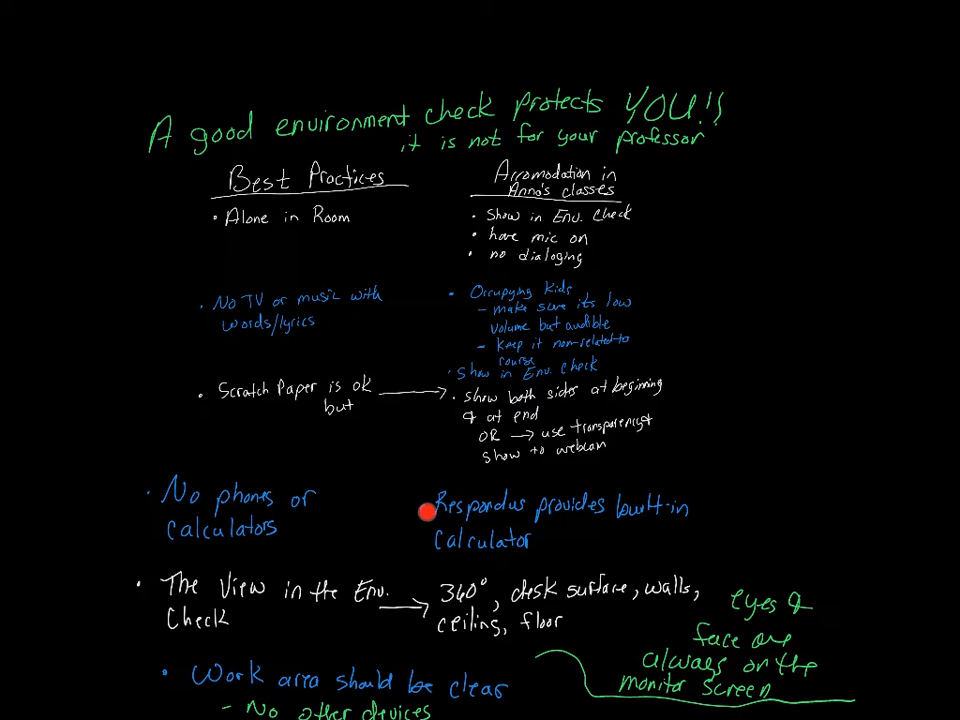 A good environment check protects YOU!!
it is not for your professor
Best Practices
Accomodation in
Anna's classes
• Alone in Room
• Show in Env. Check
• have mic on
• no dialoging
• No TV or music with
words/lyrics
• Occupying kids
- make sure its low
volume but audible
- keep it non-related to
course
• Show in Env. Check
• Scratch Paper is ok
but
• show both sides at beginning
& at end
OR → use transparency &
show to webcam
• No phones or
calculators
Respondus provides built-in
calculator
• The View in the Env.
Check
360°, desk surface, walls,
ceiling, floor
eyes &
face are
always on the
monitor screen
• Work area should be clear
- No other devices